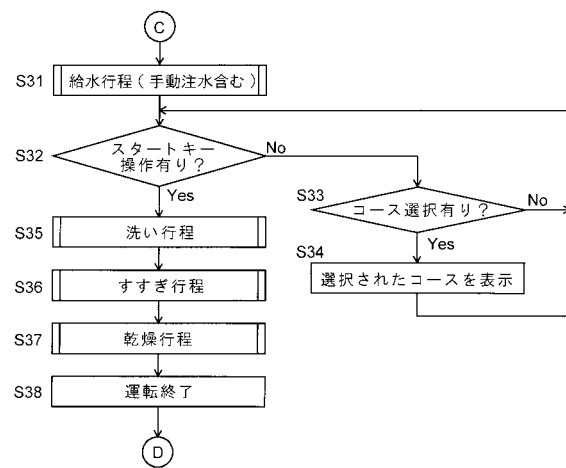 C
S31
給水行程(手動注水含む)
S32
スタートキー
操作有り?
No
Yes
S33
コース選択有り?
No
Yes
S34
選択されたコースを表示
S35
洗い行程
S36
すすぎ行程
S37
乾燥行程
S38
運転終了
D